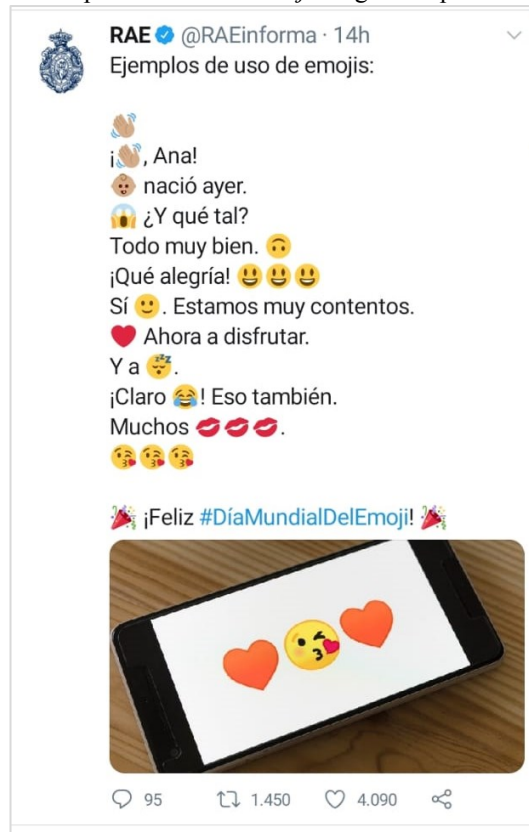 RAE @RAEinforma · 14h
Ejemplos de uso de emojis:
👋🏼
¡👋🏼, Ana!
👶🏽 nació ayer.
😱 ¿Y qué tal?
Todo muy bien. 🙃
¡Qué alegría! 😃😃😃
Sí 🙂. Estamos muy contentos.
❤️ Ahora a disfrutar.
Y a 😴.
¡Claro 😂! Eso también.
Muchos 💋💋💋.
😘😘😘
🎉 ¡Feliz #DíaMundialDelEmoji! 🎉
95 1.450 4.090